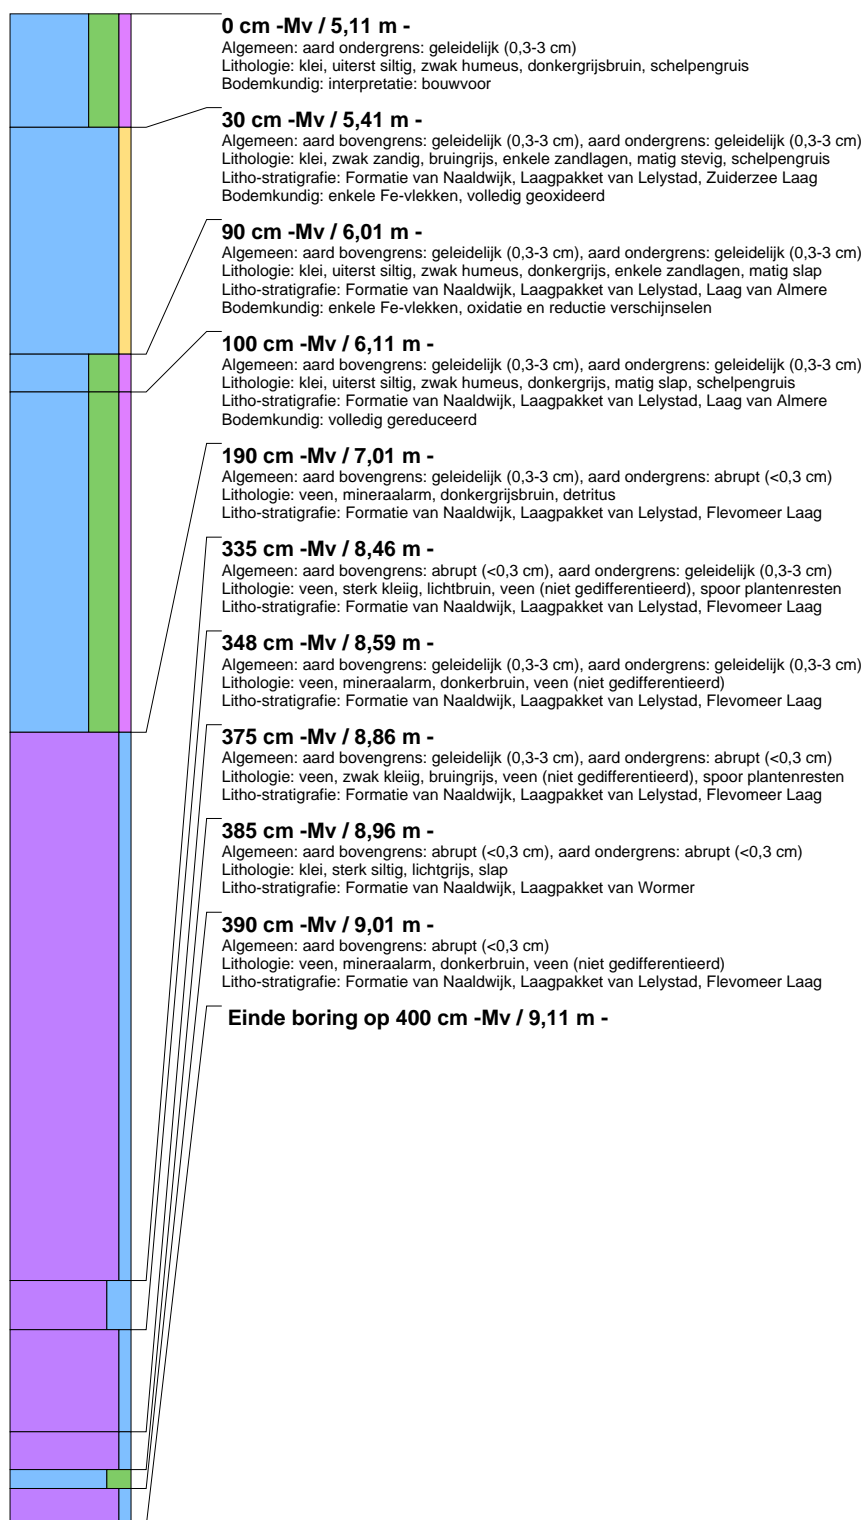 0 cm -Mv / 5,11 m -
Algemeen: aard ondergrens: geleidelijk (0,3-3 cm)
Lithologie: klei, uiterst siltig, zwak humeus, donkergrijsbruin, schelpengruis
Bodemkundig: interpretatie: bouwvoor
30 cm -Mv / 5,41 m -
Algemeen: aard bovengrens: geleidelijk (0,3-3 cm), aard ondergrens: geleidelijk (0,3-3 cm)
Lithologie: klei, zwak zandig, bruingrijs, enkele zandlagen, matig stevig, schelpengruis
Litho-stratigrafie: Formatie van Naaldwijk, Laagpakket van Lelystad, Zuiderzee Laag
Bodemkundig: enkele Fe-vlekken, volledig geoxideerd
90 cm -Mv / 6,01 m -
Algemeen: aard bovengrens: geleidelijk (0,3-3 cm), aard ondergrens: geleidelijk (0,3-3 cm)
Lithologie: klei, uiterst siltig, zwak humeus, donkergrijs, enkele zandlagen, matig slap
Litho-stratigrafie: Formatie van Naaldwijk, Laagpakket van Lelystad, Laag van Almere
Bodemkundig: enkele Fe-vlekken, oxidatie en reductie verschijnselen
100 cm -Mv / 6,11 m -
Algemeen: aard bovengrens: geleidelijk (0,3-3 cm), aard ondergrens: geleidelijk (0,3-3 cm)
Lithologie: klei, uiterst siltig, zwak humeus, donkergrijs, matig slap, schelpengruis
Litho-stratigrafie: Formatie van Naaldwijk, Laagpakket van Lelystad, Laag van Almere
Bodemkundig: volledig gereduceerd
190 cm -Mv / 7,01 m -
Algemeen: aard bovengrens: geleidelijk (0,3-3 cm), aard ondergrens: abrupt (<0,3 cm)
Lithologie: veen, mineraalarm, donkergrijsbruin, detritus
Litho-stratigrafie: Formatie van Naaldwijk, Laagpakket van Lelystad, Flevomeer Laag
335 cm -Mv / 8,46 m -
Algemeen: aard bovengrens: abrupt (<0,3 cm), aard ondergrens: geleidelijk (0,3-3 cm)
Lithologie: veen, sterk kleiig, lichtbruin, veen (niet gedifferentieerd), spoor plantenresten
Litho-stratigrafie: Formatie van Naaldwijk, Laagpakket van Lelystad, Flevomeer Laag
348 cm -Mv / 8,59 m -
Algemeen: aard bovengrens: geleidelijk (0,3-3 cm), aard ondergrens: geleidelijk (0,3-3 cm)
Lithologie: veen, mineraalarm, donkerbruin, veen (niet gedifferentieerd)
Litho-stratigrafie: Formatie van Naaldwijk, Laagpakket van Lelystad, Flevomeer Laag
375 cm -Mv / 8,86 m -
Algemeen: aard bovengrens: geleidelijk (0,3-3 cm), aard ondergrens: abrupt (<0,3 cm)
Lithologie: veen, zwak kleiig, bruingrijs, veen (niet gedifferentieerd), spoor plantenresten
Litho-stratigrafie: Formatie van Naaldwijk, Laagpakket van Lelystad, Flevomeer Laag
385 cm -Mv / 8,96 m -
Algemeen: aard bovengrens: abrupt (<0,3 cm), aard ondergrens: abrupt (<0,3 cm)
Lithologie: klei, sterk siltig, lichtgrijs, slap
Litho-stratigrafie: Formatie van Naaldwijk, Laagpakket van Wormer
390 cm -Mv / 9,01 m -
Algemeen: aard bovengrens: abrupt (<0,3 cm)
Lithologie: veen, mineraalarm, donkerbruin, veen (niet gedifferentieerd)
Litho-stratigrafie: Formatie van Naaldwijk, Laagpakket van Lelystad, Flevomeer Laag
Einde boring op 400 cm -Mv / 9,11 m -